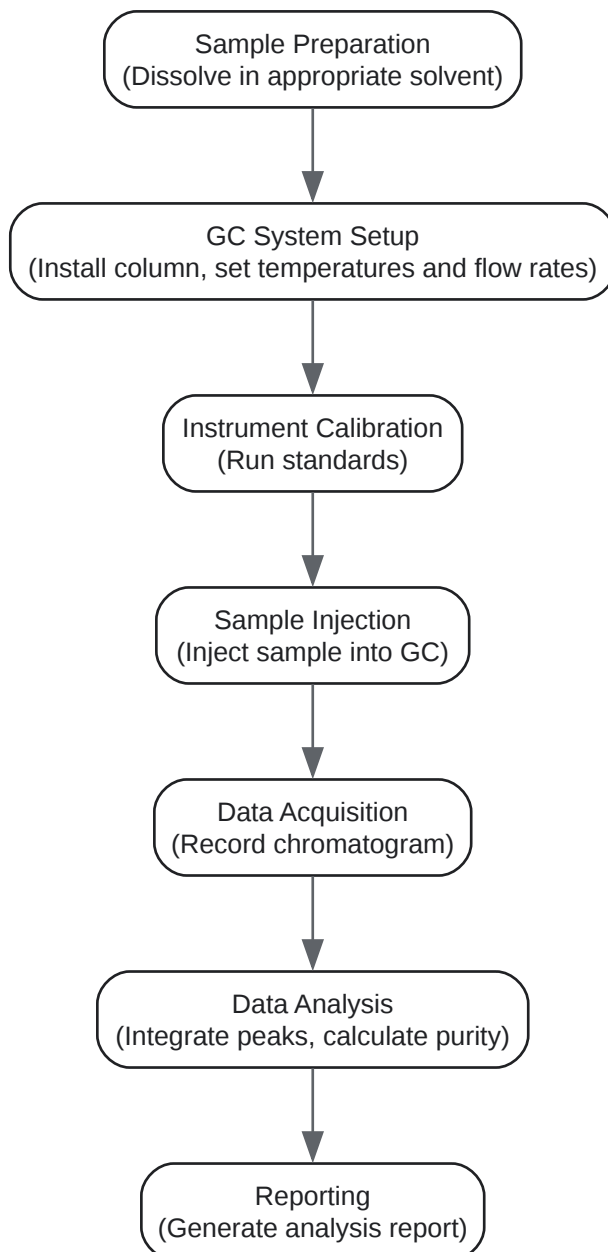 Sample Preparation
(Dissolve in appropriate solvent)
GC System Setup
(Install column, set temperatures and flow rates)
Instrument Calibration
(Run standards)
Sample Injection
(Inject sample into GC)
Data Acquisition
(Record chromatogram)
Data Analysis
(Integrate peaks, calculate purity)
Reporting
(Generate analysis report)